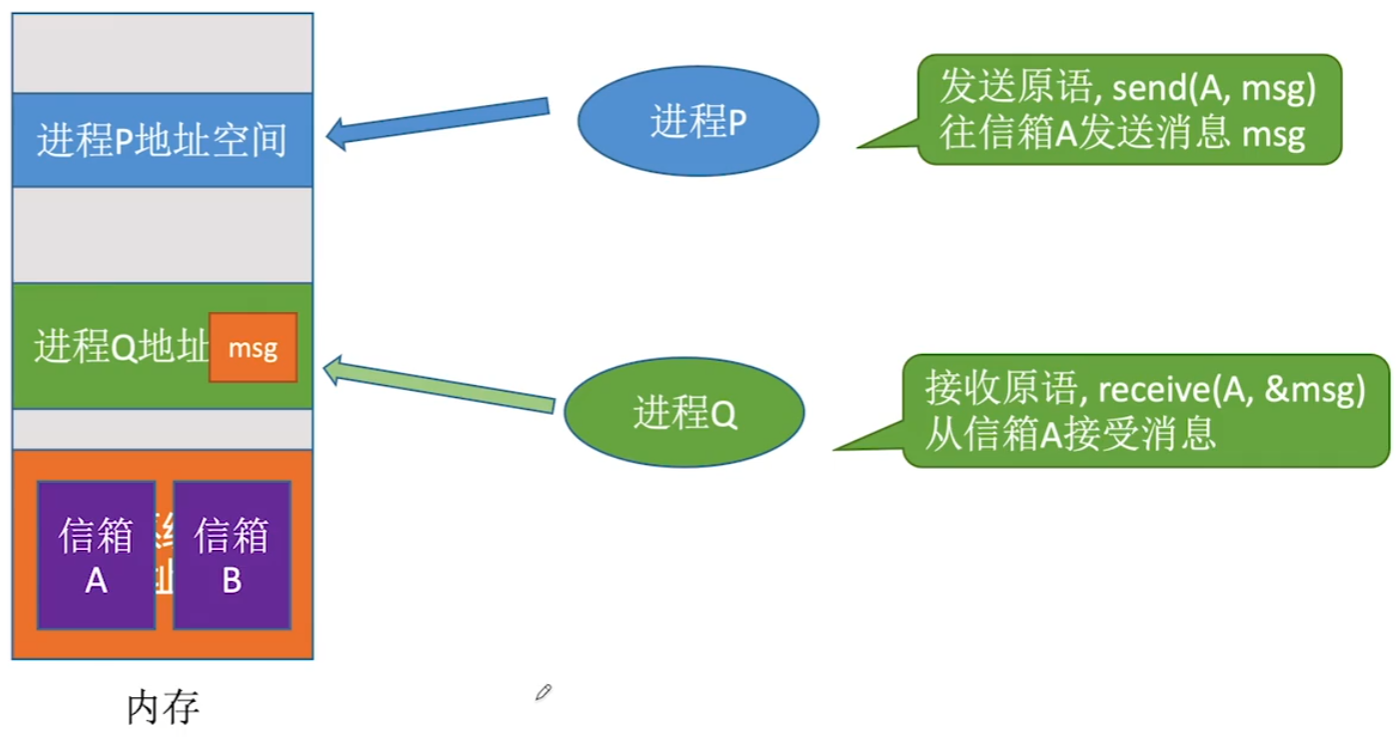 进程P地址空间
进程P
发送原语, send(A, msg)
往信箱A发送消息 msg
进程Q地址
msg
进程Q
接收原语, receive(A, &msg)
从信箱A接受消息
信箱
A
信箱
B
内存